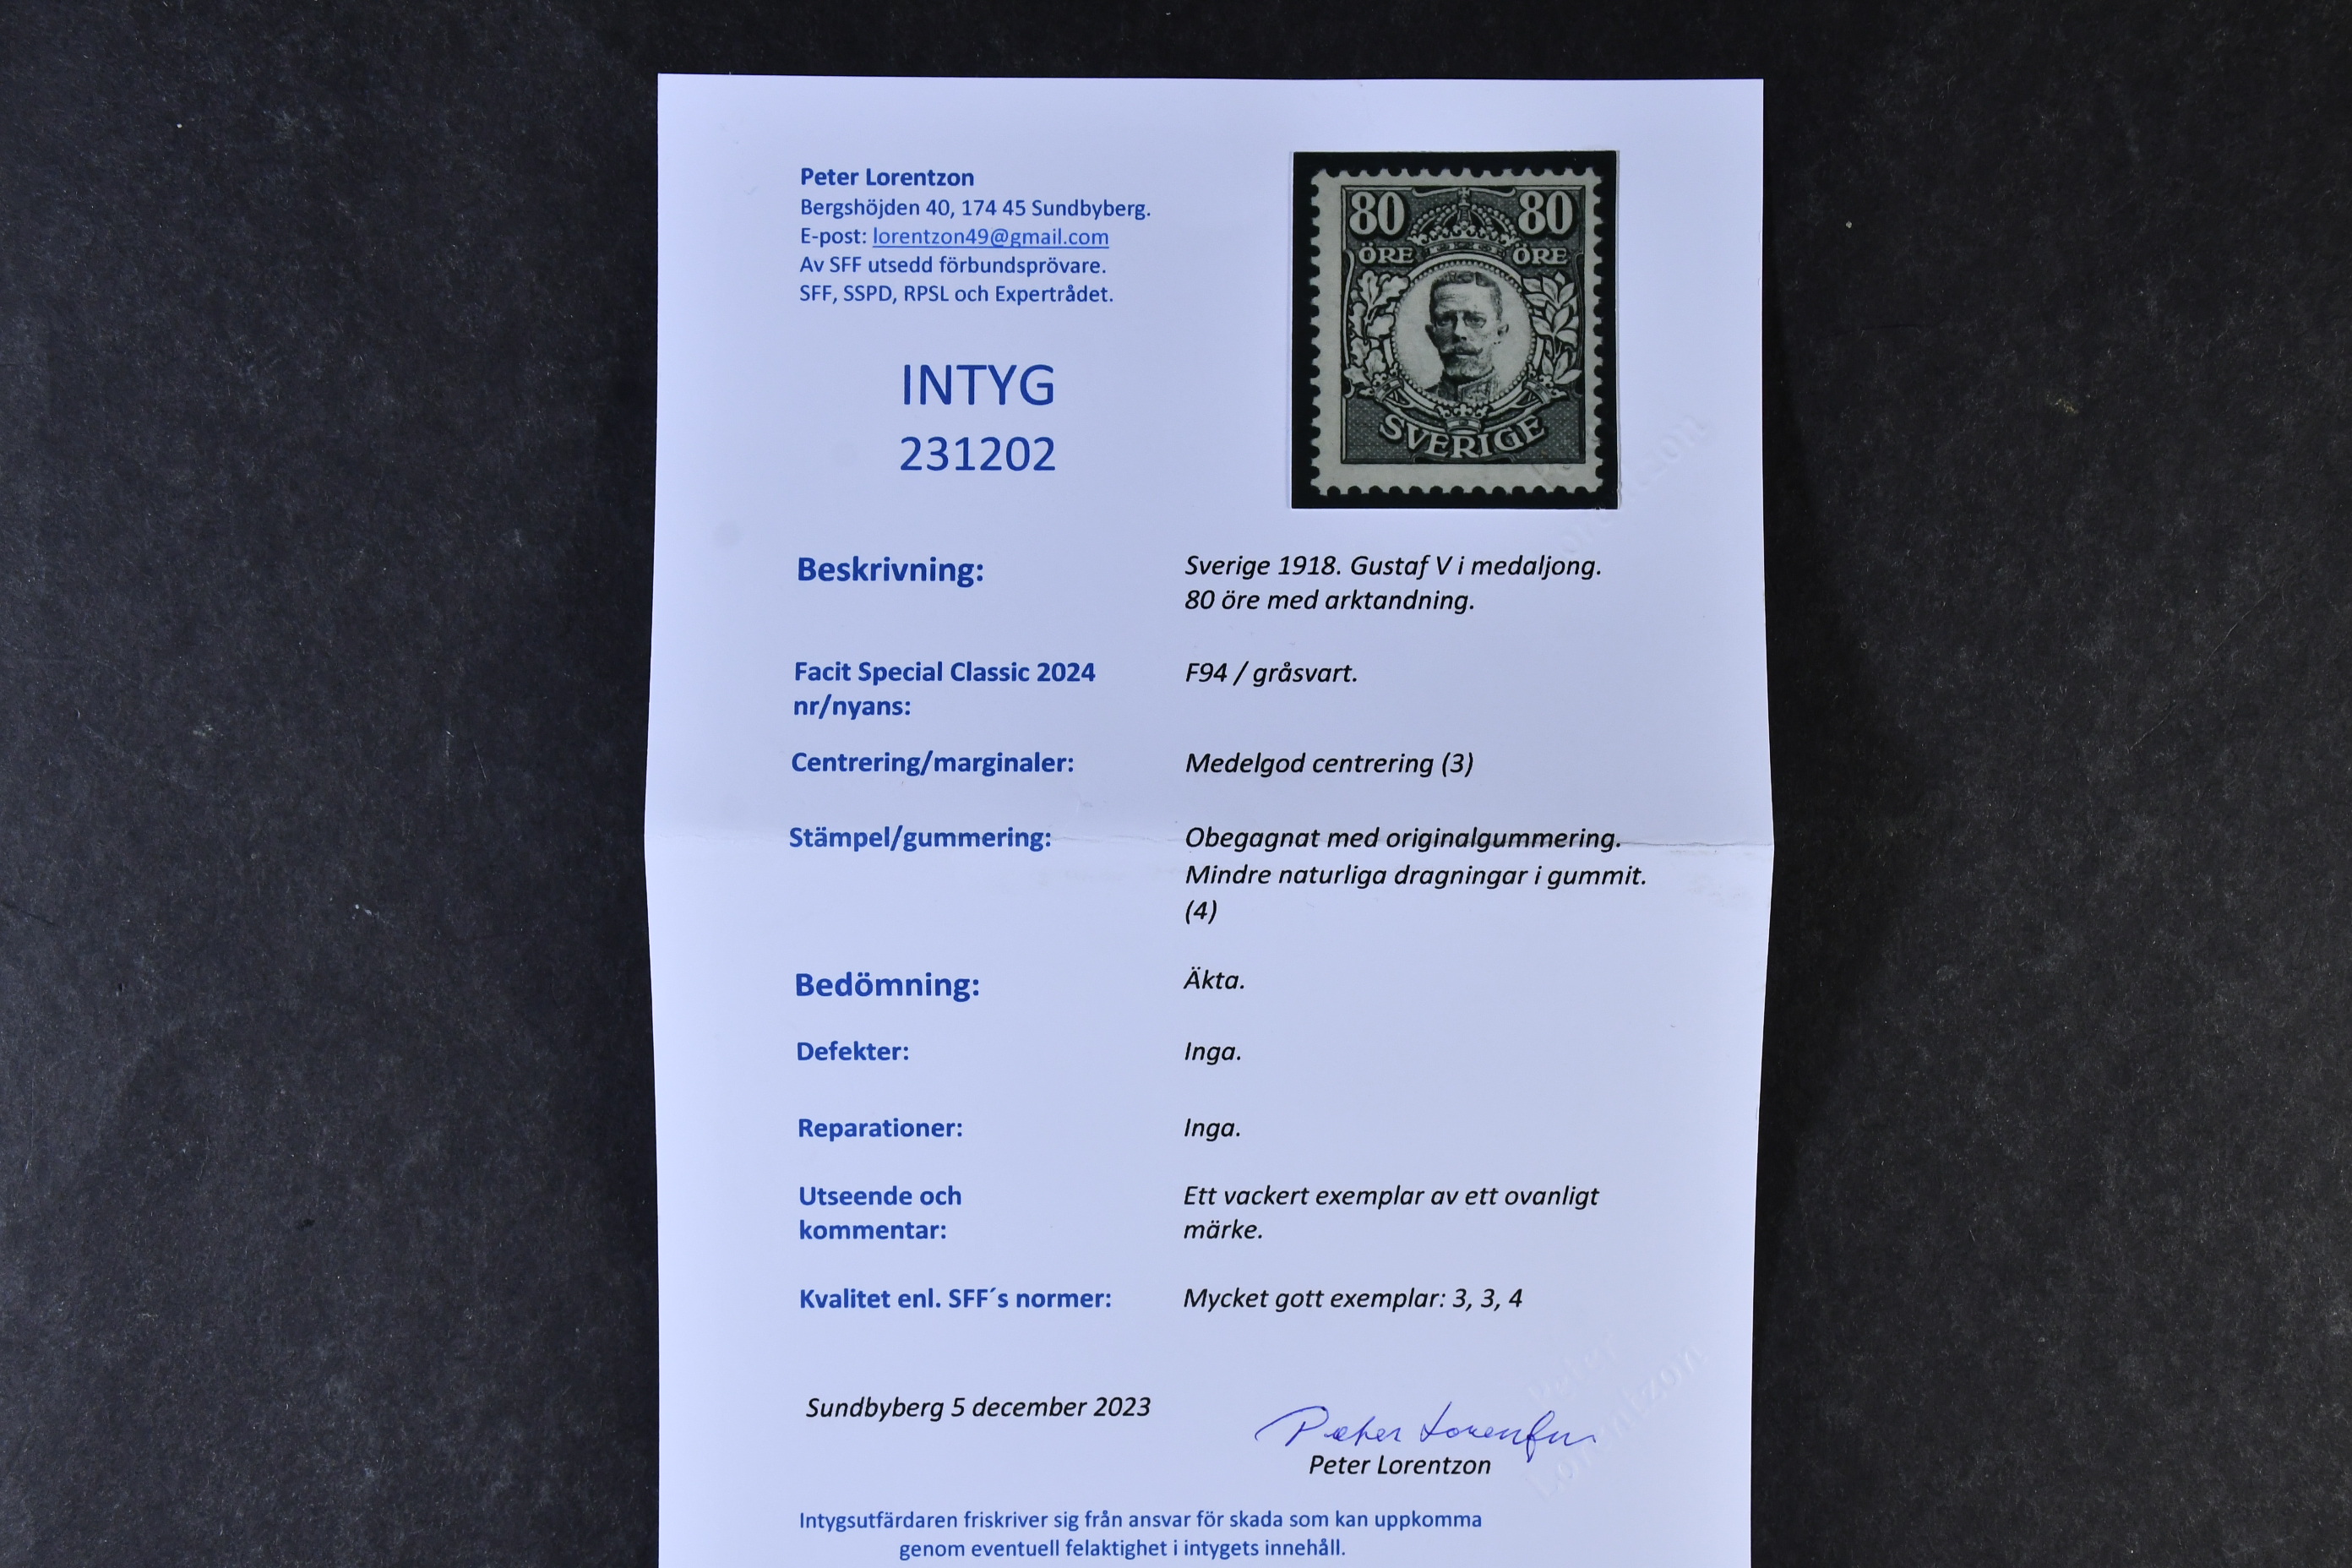 Peter Lorentzon
Bergshöjden 40, 174 45 Sundbyberg.
E-post: lorentzon49@gmail.com
Av SFF utsedd förbundsprövare.
SFF, SSPD, RPSL och Expertrådet.
INTYG
231202
80 80
ÖRE ÖRE
SVERIGE
Beskrivning: Sverige 1918. Gustaf V i medaljong.
80 öre med arktandning.
Facit Special Classic 2024 F94 / gråsvart.
nr/nyans:
Centrering/marginaler: Medelgod centrering (3)
Stämpel/gummering: Obegagnat med originalgummering.
Mindre naturliga dragningar i gummit.
(4)
Bedömning: Äkta.
Defekter: Inga.
Reparationer: Inga.
Utseende och Ett vackert exemplar av ett ovanligt
kommentar: märke.
Kvalitet enl. SFF´s normer: Mycket gott exemplar: 3, 3, 4
Sundbyberg 5 december 2023
Peter Lorentzon
Peter Lorentzon
Peter
Lorentzon
Intygsutfärdaren friskriver sig från ansvar för skada som kan uppkomma
genom eventuell felaktighet i intygets innehåll.